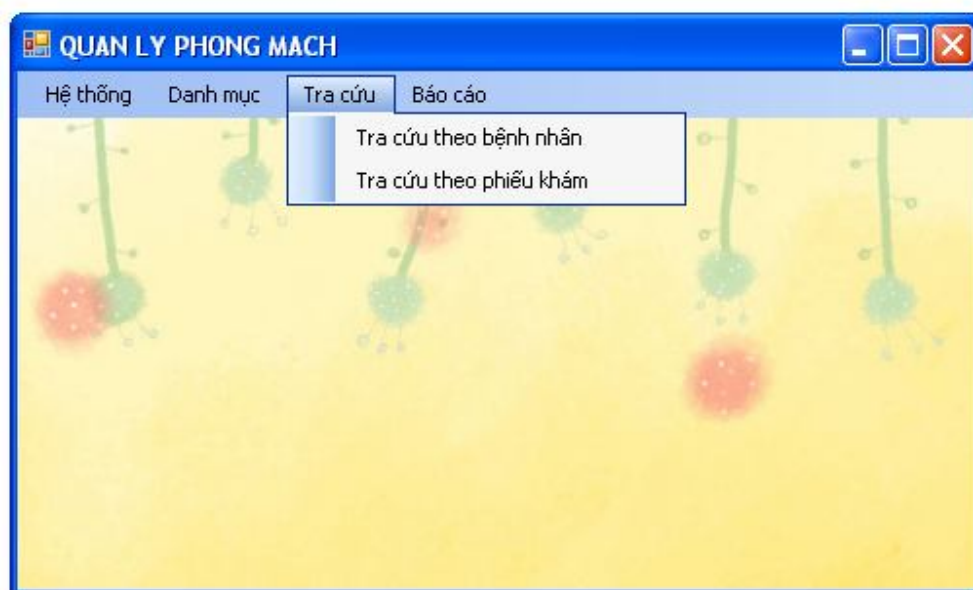 QUAN LY PHONG MACH
Hệ thống Danh mục Tra cứu Báo cáo
Tra cứu theo bệnh nhân
Tra cứu theo phiếu khám